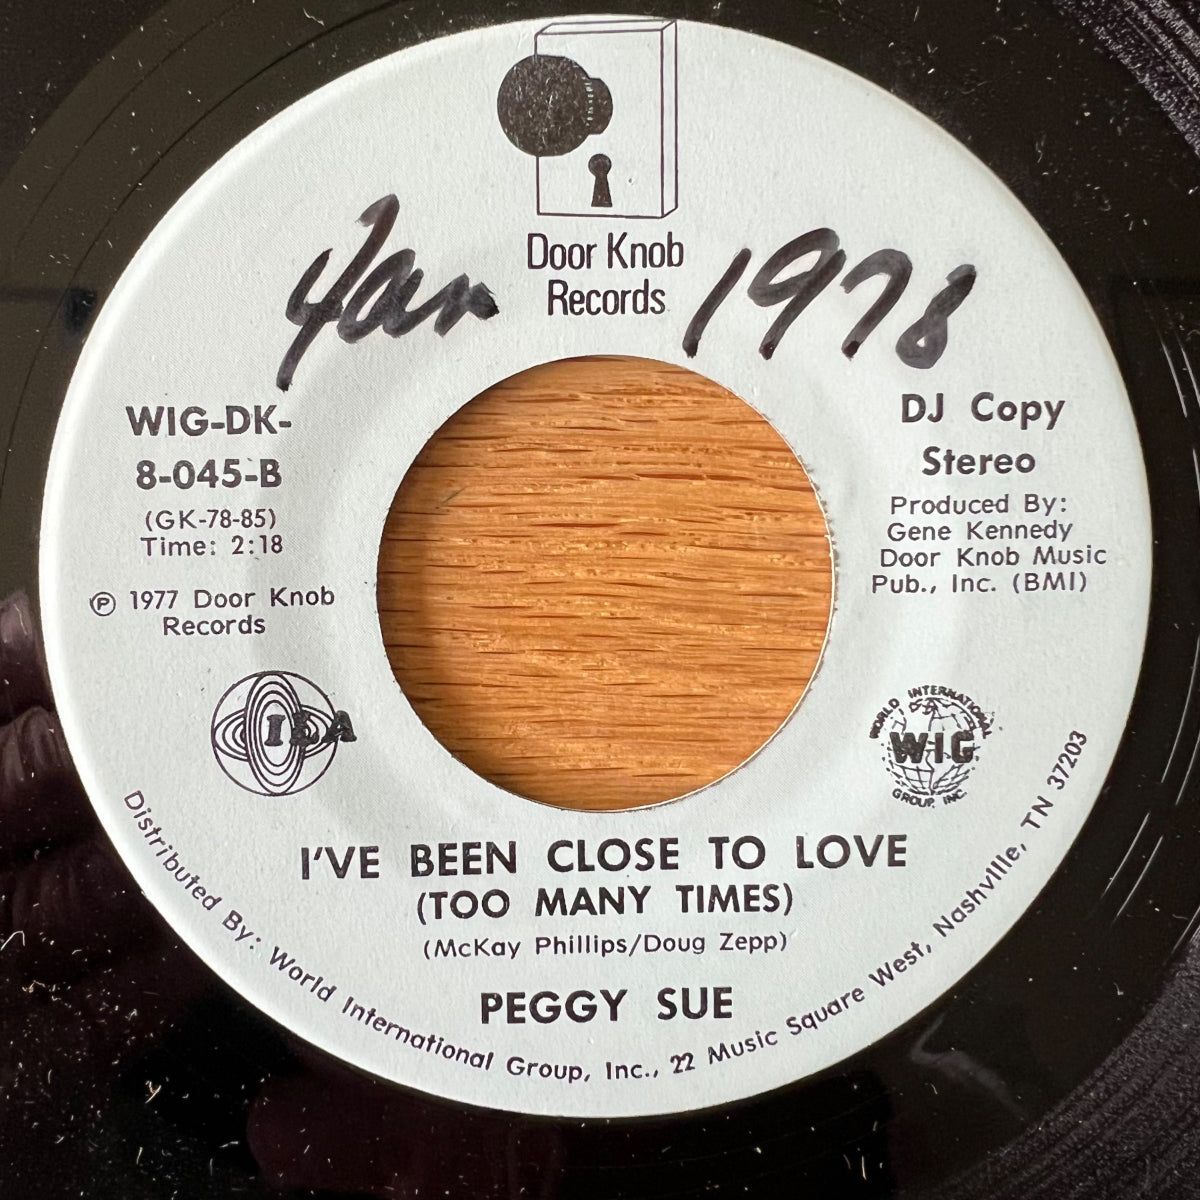 Door Knob
Records
Jan 1978
WIG-DK-
8-045-B
(GK-78-85)
Time: 2:18
Ⓟ 1977 Door Knob
Records
DJ Copy
Stereo
Produced By:
Gene Kennedy
Door Knob Music
Pub., Inc. (BMI)
IDA
WORLD INTERNATIONAL
WIG
GROUP, INC.
I'VE BEEN CLOSE TO LOVE
(TOO MANY TIMES)
(McKay Phillips/Doug Zepp)
PEGGY SUE
Distributed By: World International Group, Inc., 22 Music Square West, Nashville, TN 37203